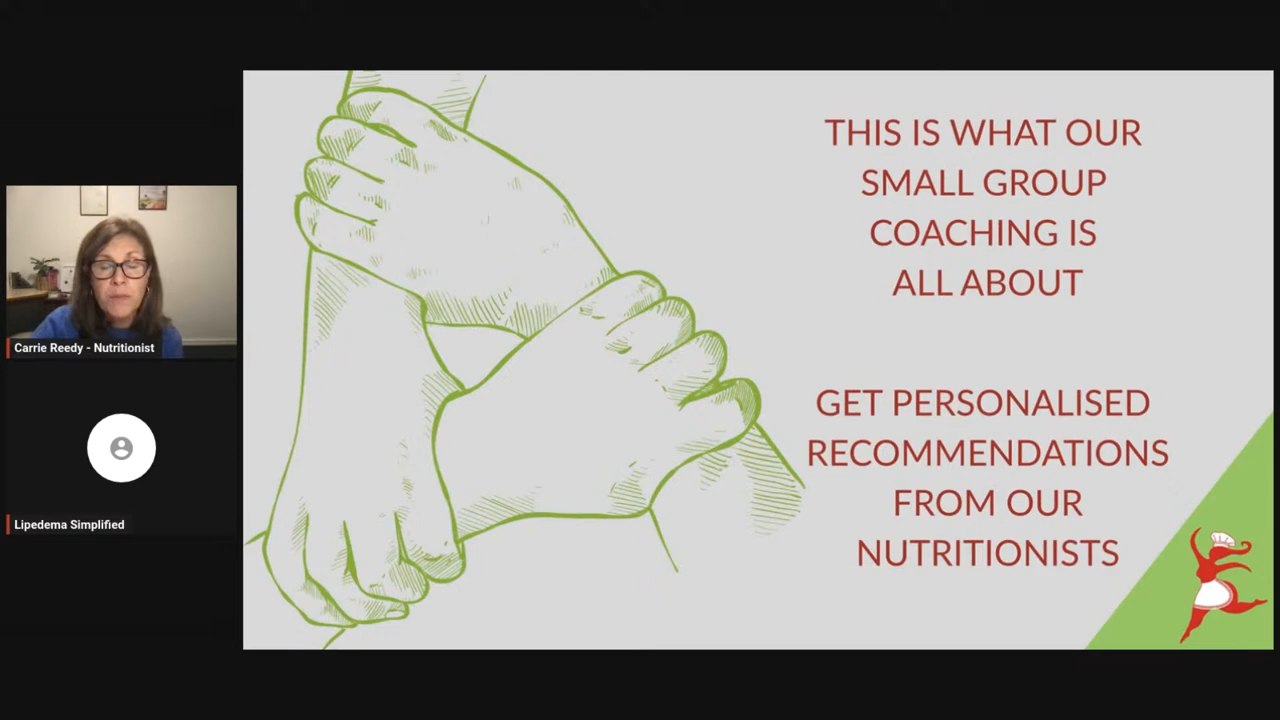 THIS IS WHAT OUR
SMALL GROUP
COACHING IS
ALL ABOUT
GET PERSONALISED
RECOMMENDATIONS
FROM OUR
NUTRITIONISTS
Carrie Reedy - Nutritionist
Lipedema Simplified